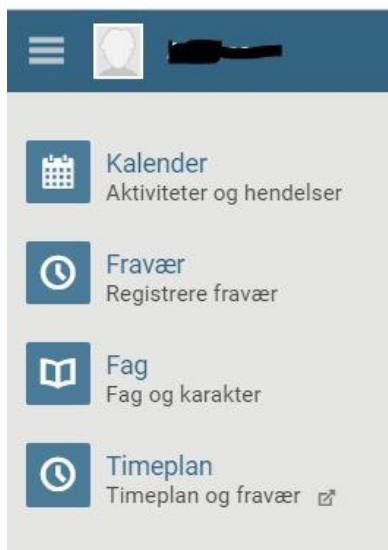 Kalender
Aktiviteter og hendelser
Fravær
Registrere fravær
Fag
Fag og karakter
Timeplan
Timeplan og fravær